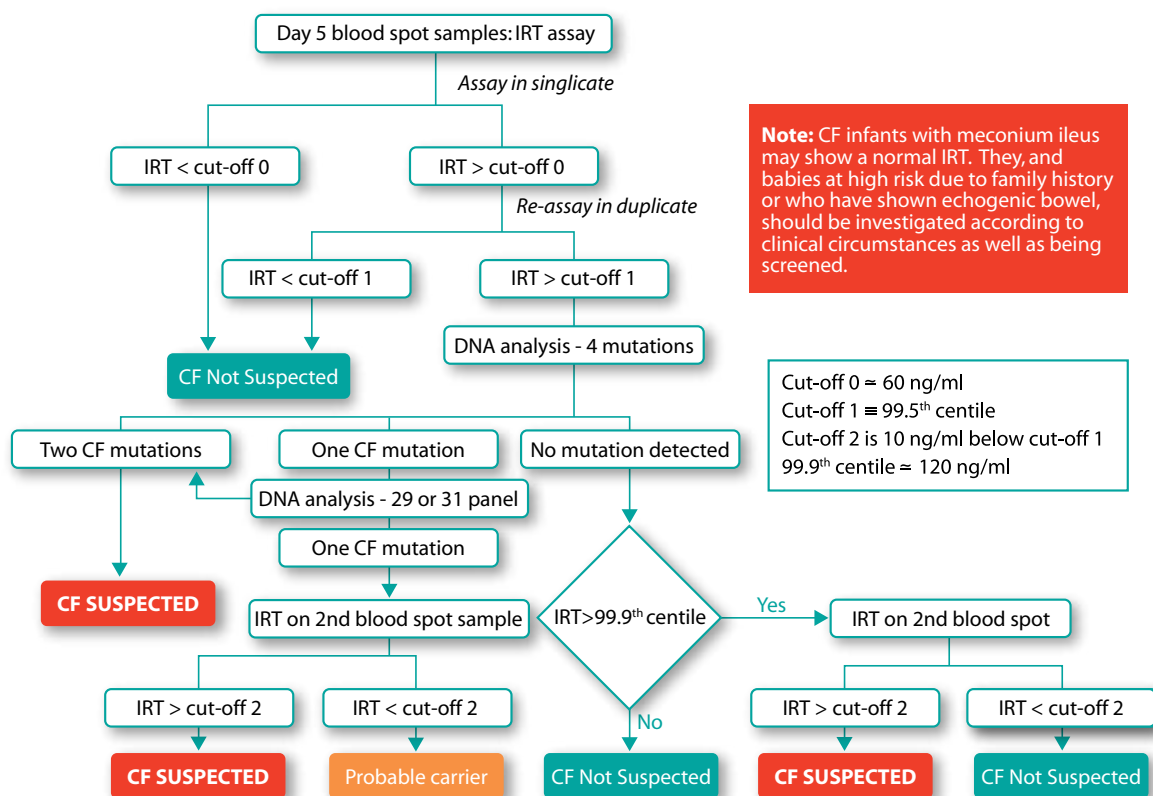 Day 5 blood spot samples: IRT assay
Assay in singlicate
IRT < cut-off 0
IRT > cut-off 0
Re-assay in duplicate
IRT < cut-off 1
IRT > cut-off 1
DNA analysis - 4 mutations
CF Not Suspected
Note: CF infants with meconium ileus
may show a normal IRT. They, and
babies at high risk due to family history
or who have shown echogenic bowel,
should be investigated according to
clinical circumstances as well as being
screened.
Cut-off 0 ≃ 60 ng/ml
Cut-off 1 ≡ 99.5th centile
Cut-off 2 is 10 ng/ml below cut-off 1
99.9th centile ≃ 120 ng/ml
Two CF mutations
One CF mutation
No mutation detected
DNA analysis - 29 or 31 panel
One CF mutation
CF SUSPECTED
IRT on 2nd blood spot sample
IRT>99.9th centile
Yes
IRT on 2nd blood spot
IRT > cut-off 2
IRT < cut-off 2
No
IRT > cut-off 2
IRT < cut-off 2
CF SUSPECTED
Probable carrier
CF Not Suspected
CF SUSPECTED
CF Not Suspected